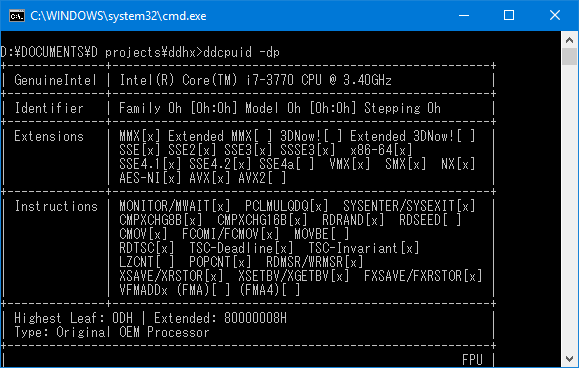 C:\WINDOWS\system32\cmd.exe
D:¥DOCUMENTS¥D projects¥ddhx>ddcpuid -dp
GenuineIntel | Intel(R) Core(TM) i7-3770 CPU @ 3.40GHz
Identifier | Family 0h [0h:0h] Model 0h [0h:0h] Stepping 0h
Extensions | MMX[x] Extended MMX[ ] 3DNow![ ] Extended 3DNow![ ]
SSE[x] SSE2[x] SSE3[x] SSSE3[x] x86-64[x]
SSE4.1[x] SSE4.2[x] SSE4a[ ] VMX[x] SMX[x] NX[x]
AES-NI[x] AVX[x] AVX2[ ]
Instructions | MONITOR/MWAIT[x] PCLMULQDQ[x] SYSENTER/SYSEXIT[x]
CMPXCHG8B[x] CMPXCHG16B[x] RDRAND[x] RDSEED[ ]
CMOV[x] FCOMI/FCMOV[x] MOVBE[ ]
RDTSC[x] TSC-Deadline[x] TSC-Invariant[x]
LZCNT[ ] POPCNT[x] RDMSR/WRMSR[x]
XSAVE/XRSTOR[x] XSETBV/XGETBV[x] FXSAVE/FXRSTOR[x]
VFMADDx (FMA)[ ] (FMA4)[ ]
Highest Leaf: 0DH | Extended: 80000008H
Type: Original OEM Processor
FPU |